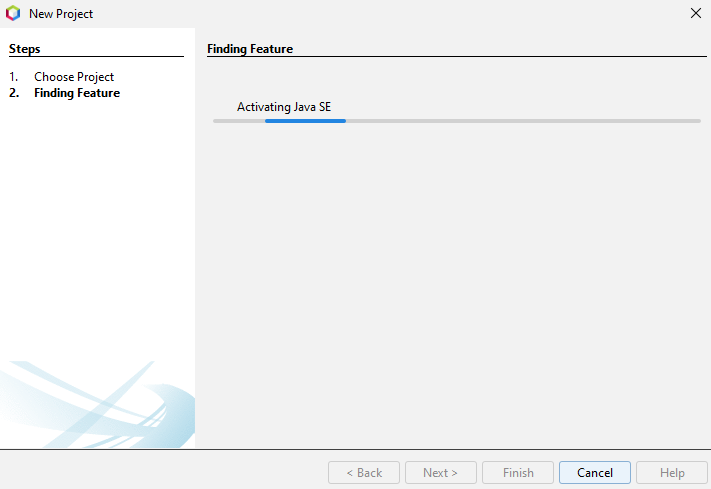 New Project
Steps
1. Choose Project
2. Finding Feature
Finding Feature
Activating Java SE
< Back
Next >
Finish
Cancel
Help